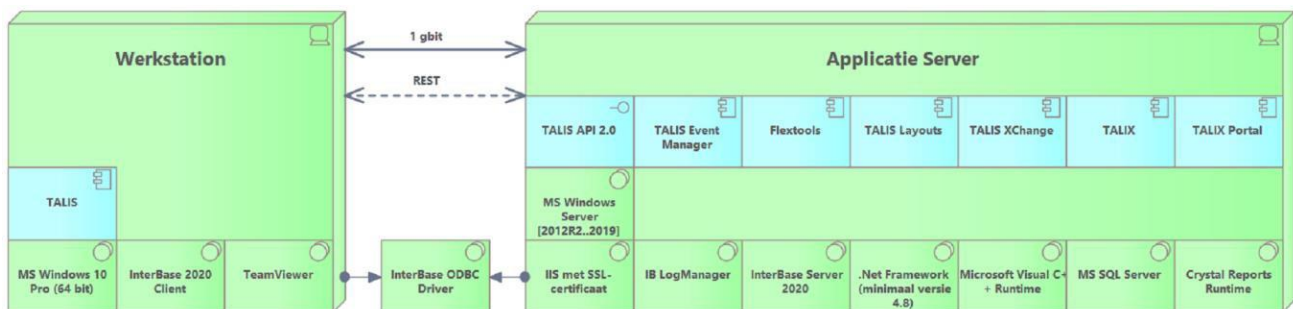 Werkstation
1 gbit
REST
Applicatie Server
TALIS API 2.0
TALIS Event
Manager
Flextools
TALIS Layouts
TALIS XChange
TALIX
TALIX Portal
TALIS
MS Windows
Server
[2012R2..2019]
MS Windows 10
Pro (64 bit)
InterBase 2020
Client
TeamViewer
InterBase ODBC
Driver
IIS met SSL-
certificaat
IB LogManager
InterBase Server
2020
.Net Framework
(minimaal versie
4.8)
Microsoft Visual C+
+ Runtime
MS SQL Server
Crystal Reports
Runtime